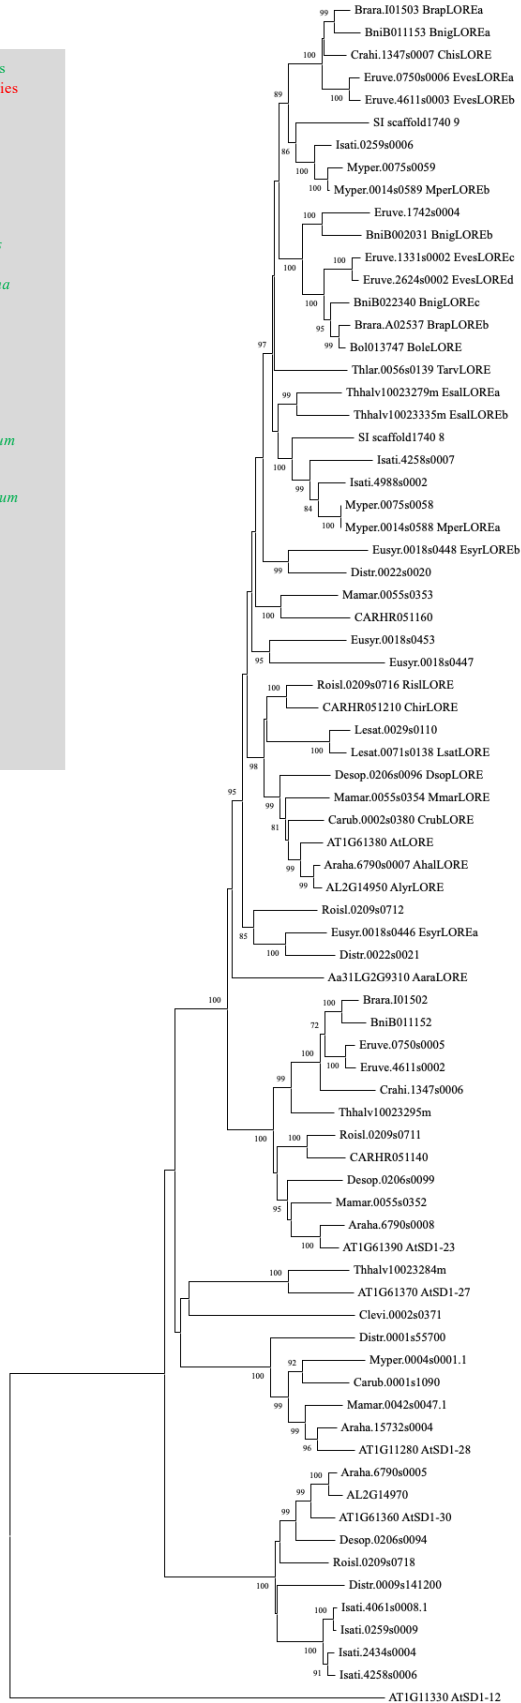 99
Brara.I01503 BrapLOREa
BniB011153 BnigLOREa
s
100
Crahi.1347s0007 ChisLORE
ies
Eruve.0750s0006 EvesLOREa
89
100
Eruve.4611s0003 EvesLOREb
SI scaffold1740 9
86
Isati.0259s0006
100
Myper.0075s0059
100
Myper.0014s0589 MperLOREb
100
Eruve.1742s0004
BniB002031 BnigLOREb
100
100
Eruve.1331s0002 EvesLOREc
Eruve.2624s0002 EvesLOREd
ua
100
BniB022340 BnigLOREc
95
Brara.A02537 BrapLOREb
97
99
Bol013747 BoleLORE
Thlar.0056s0139 TarvLORE
99
Thhalv10023279m EsalLOREa
Thhalv10023335m EsalLOREb
um
SI scaffold1740 8
100
Isati.4258s0007
99
Isati.4988s0002
um
84
Myper.0075s0058
100
Myper.0014s0588 MperLOREa
Eusyr.0018s0448 EsyrLOREb
99
Distr.0022s0020
Mamar.0055s0353
100
CARHR051160
Eusyr.0018s0453
95
Eusyr.0018s0447
100
Roisl.0209s0716 RislLORE
CARHR051210 ChirLORE
Lesat.0029s0110
100
Lesat.0071s0138 LsatLORE
98
Desop.0206s0096 DsopLORE
95
99
Mamar.0055s0354 MmarLORE
81
Carub.0002s0380 CrubLORE
AT1G61380 AtLORE
99
Araha.6790s0007 AhalLORE
99
AL2G14950 AlyrLORE
Roisl.0209s0712
85
Eusyr.0018s0446 EsyrLOREa
100
Distr.0022s0021
Aa31LG2G9310 AaraLORE
100
100
Brara.I01502
72
BniB011152
100
Eruve.0750s0005
100
Eruve.4611s0002
99
Crahi.1347s0006
Thhalv10023295m
100
100
Roisl.0209s0711
CARHR051140
Desop.0206s0099
95
Mamar.0055s0352
Araha.6790s0008
100
AT1G61390 AtSD1-23
100
Thhalv10023284m
AT1G61370 AtSD1-27
Clevi.0002s0371
Distr.0001s55700
100
92
Myper.0004s0001.1
Carub.0001s1090
99
Mamar.0042s0047.1
99
Araha.15732s0004
96
AT1G11280 AtSD1-28
100
Araha.6790s0005
99
AL2G14970
99
AT1G61360 AtSD1-30
Desop.0206s0094
Roisl.0209s0718
100
Distr.0009s141200
100
Isati.4061s0008.1
Isati.0259s0009
100
Isati.2434s0004
91
Isati.4258s0006
AT1G11330 AtSD1-12